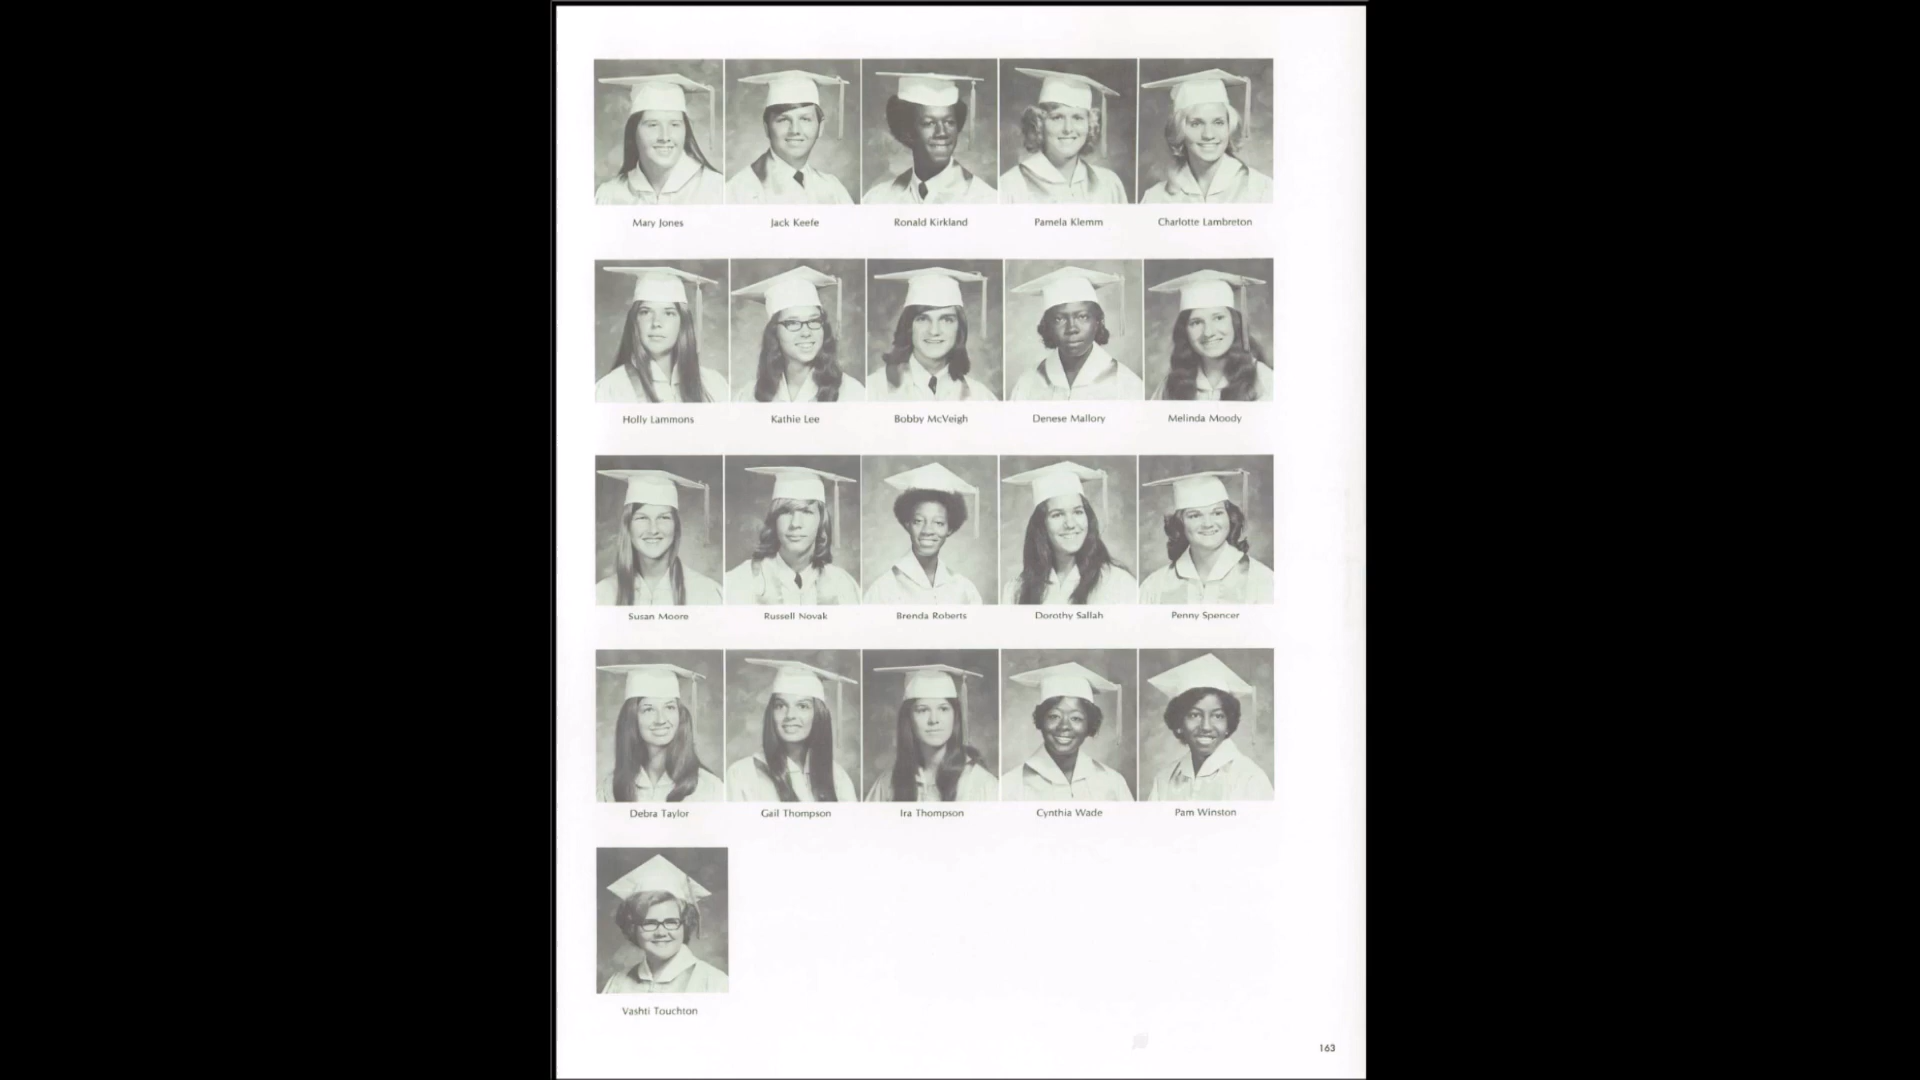 Mary Jones Jack Keefe Ronald Kirkland Pamela Klemm Charlotte Lambreton
Holly Lammons Kathie Lee Bobby McVeigh Denese Mallory Melinda Moody
Susan Moore Russell Novak Brenda Roberts Dorothy Sallah Penny Spencer
Debra Taylor Gail Thompson Ira Thompson Cynthia Wade Pam Winston
Vashti Touchton
163